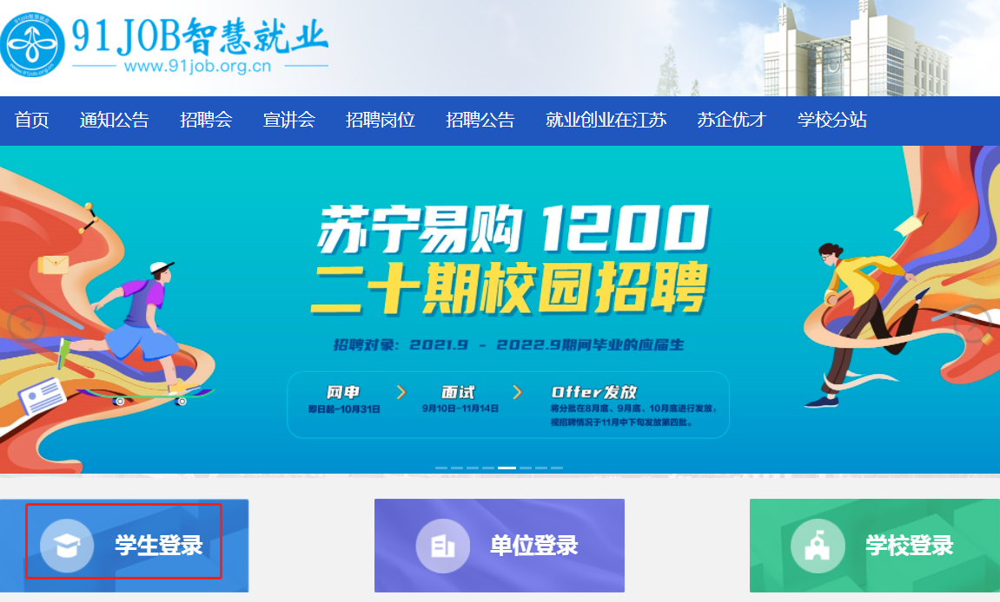 91JOB智慧就业
www.91job.org.cn
首页 通知公告 招聘会 宣讲会 招聘岗位 招聘公告 就业创业在江苏 苏企优才 学校分站
苏宁易购 1200
二十期校园招聘
招聘对象：2021.9 - 2022.9期间毕业的应届生
网申 面试 Offer发放
即日起-10月31日 9月10日-11月14日 将分批在8月底、9月底、10月底进行发放，
视招聘情况于11月中下旬发放第四批。
学生登录 单位登录 学校登录